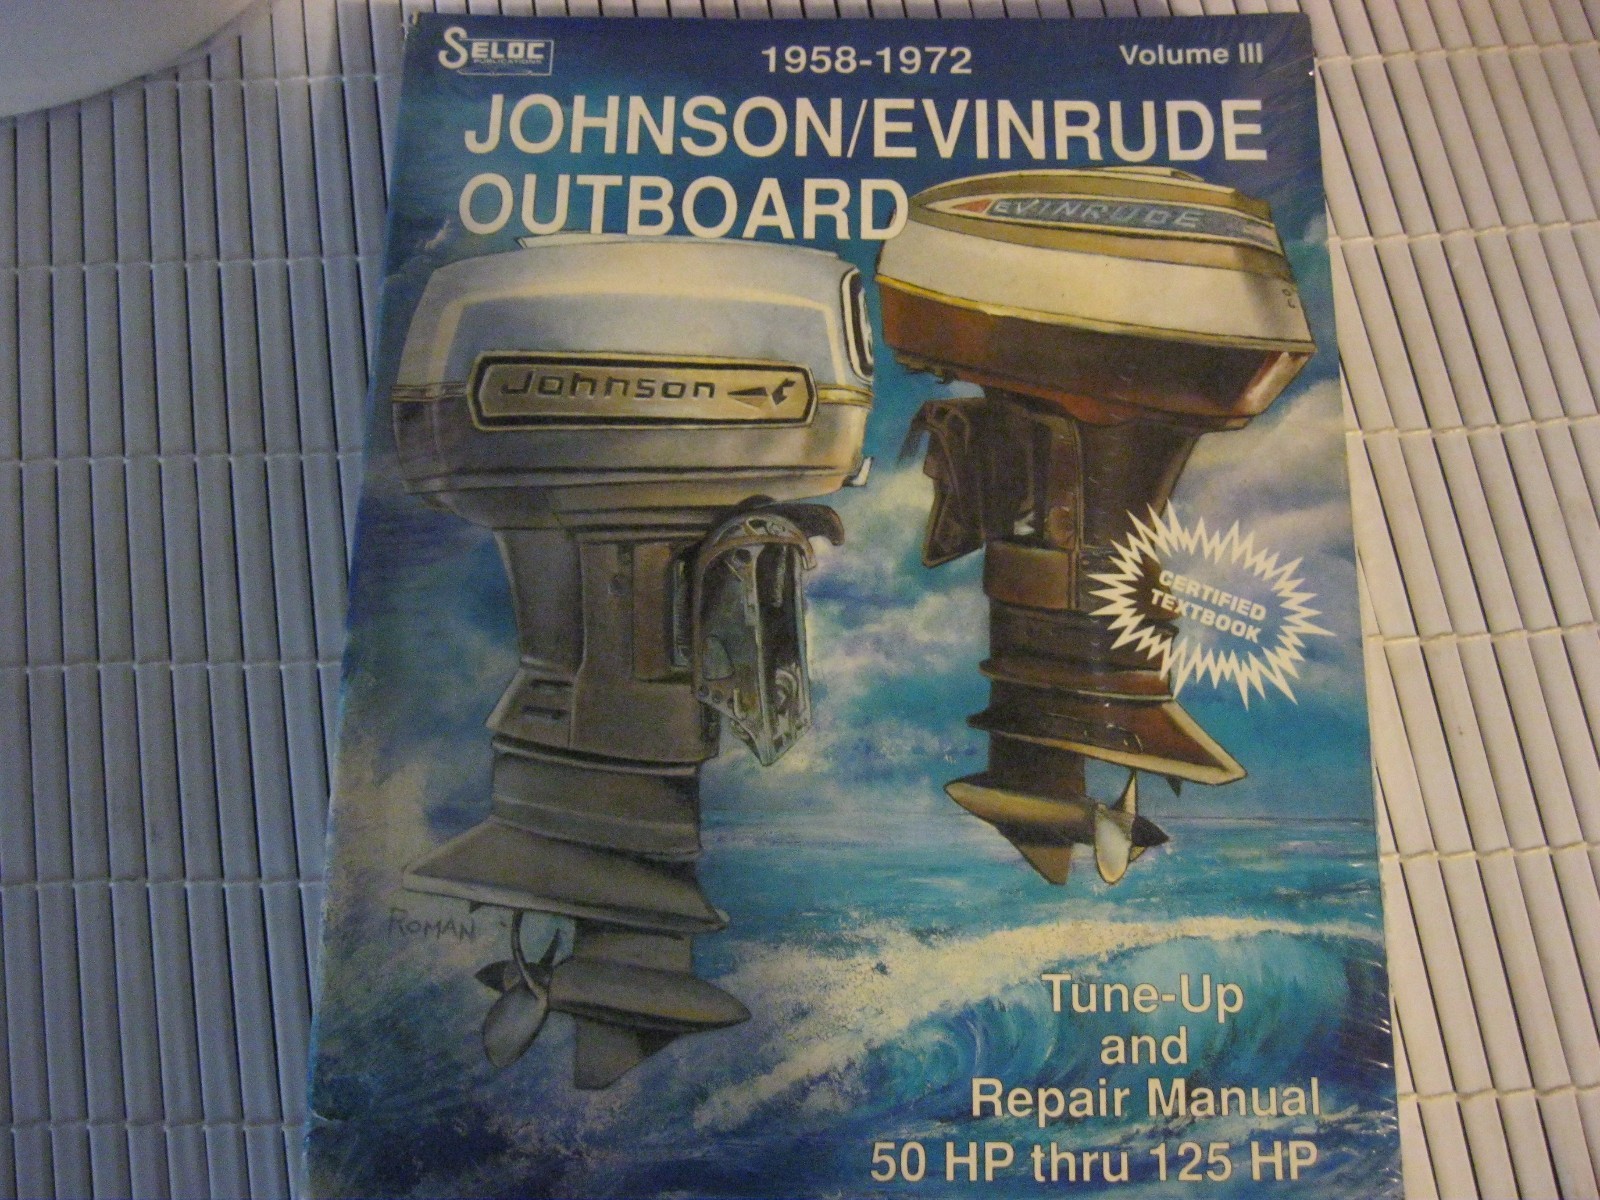 SELOC
PUBLICATIONS
1958-1972
Volume III
JOHNSON/EVINRUDE
OUTBOARD
EVINRUDE
Johnson
CERTIFIED
TEXTBOOK
ROMAN
Tune-Up
and
Repair Manual
50 HP thru 125 HP